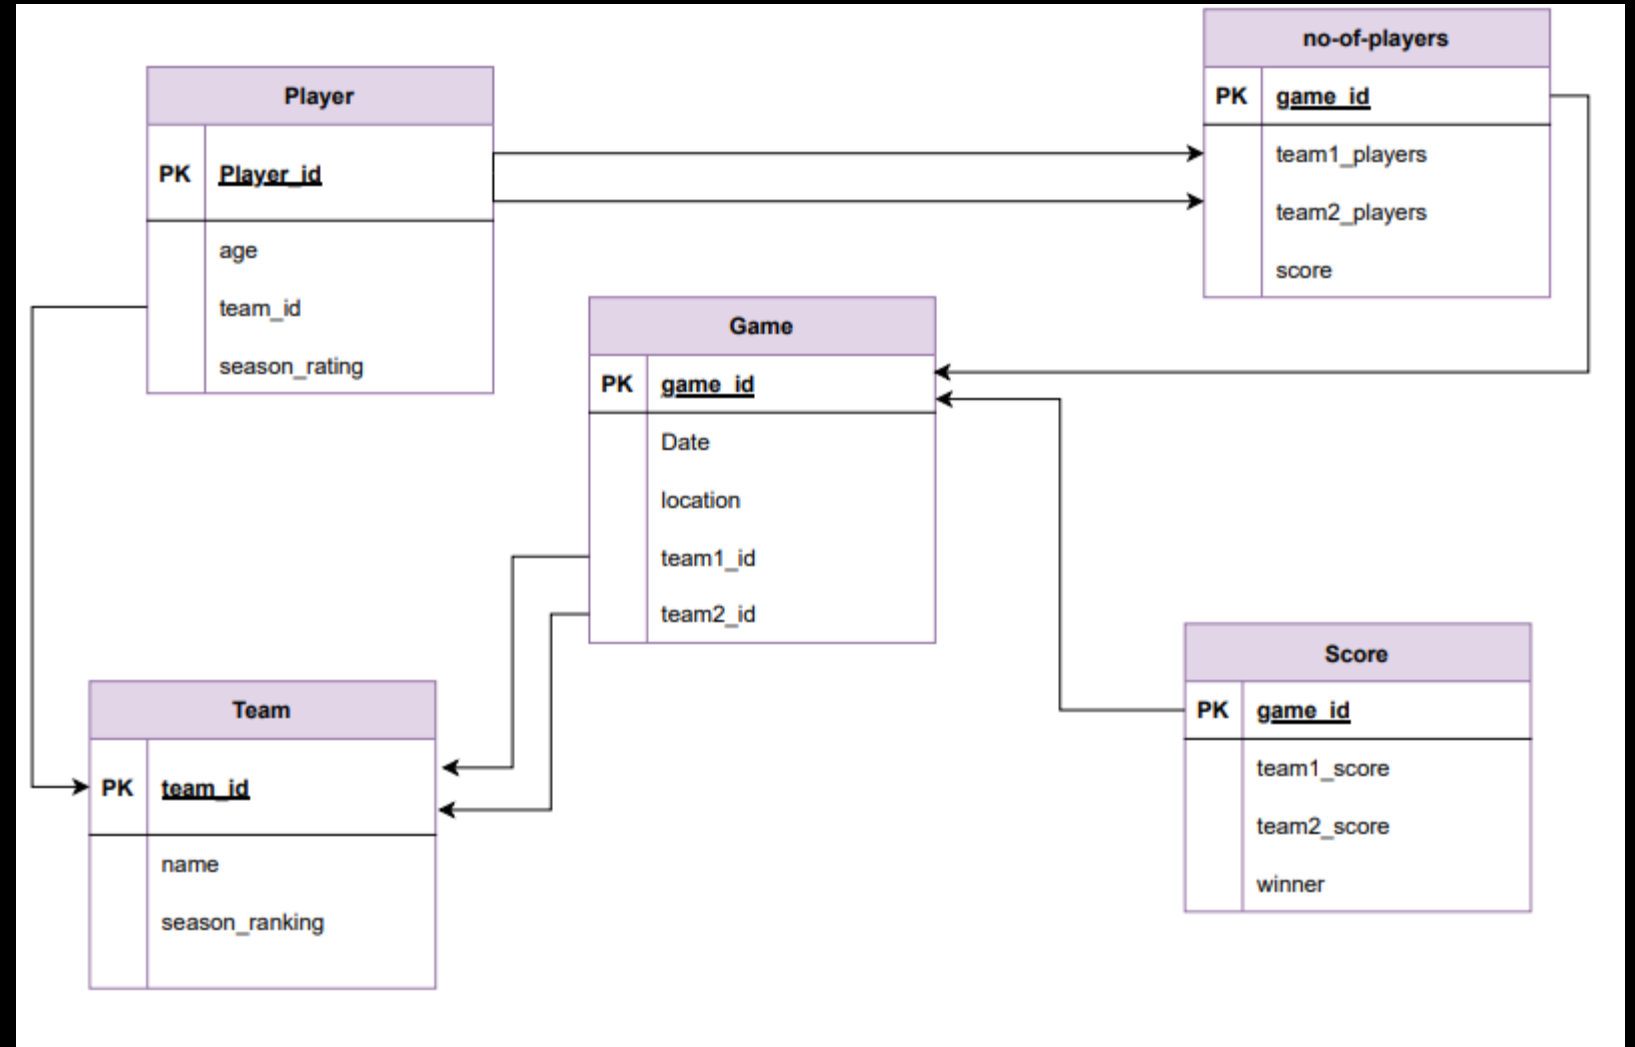 Player
PK Player_id
age
team_id
season_rating
no-of-players
PK game_id
team1_players
team2_players
score
Game
PK game_id
Date
location
team1_id
team2_id
Team
PK team_id
name
season_ranking
Score
PK game_id
team1_score
team2_score
winner